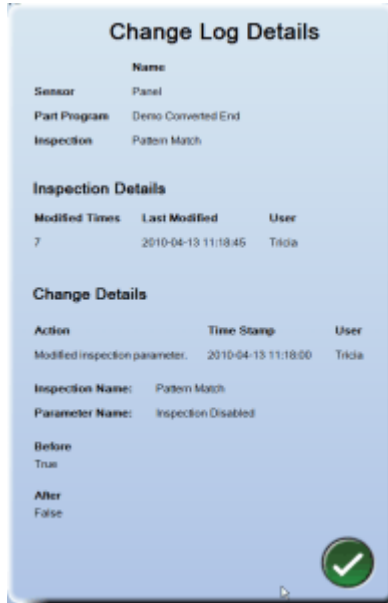 Change Log Details
Name
Sensor Panel
Part Program Demo Converted End
Inspection Pattern Match
Inspection Details
Modified Times Last Modified User
7 2010-04-13 11:18:45 Tricia
Change Details
Action Time Stamp User
Modified inspection parameter. 2010-04-13 11:18:00 Tricia
Inspection Name: Pattern Match
Parameter Name: Inspection Disabled
Before
True
After
False